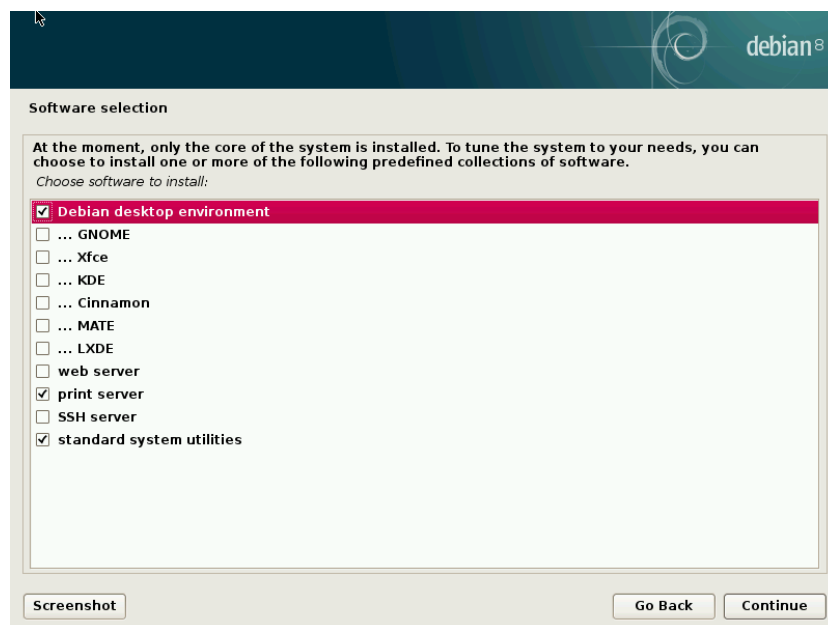 debian 8
Software selection
At the moment, only the core of the system is installed. To tune the system to your needs, you can
choose to install one or more of the following predefined collections of software.
Choose software to install:
Debian desktop environment
... GNOME
... Xfce
... KDE
... Cinnamon
... MATE
... LXDE
web server
print server
SSH server
standard system utilities
Screenshot
Go Back
Continue